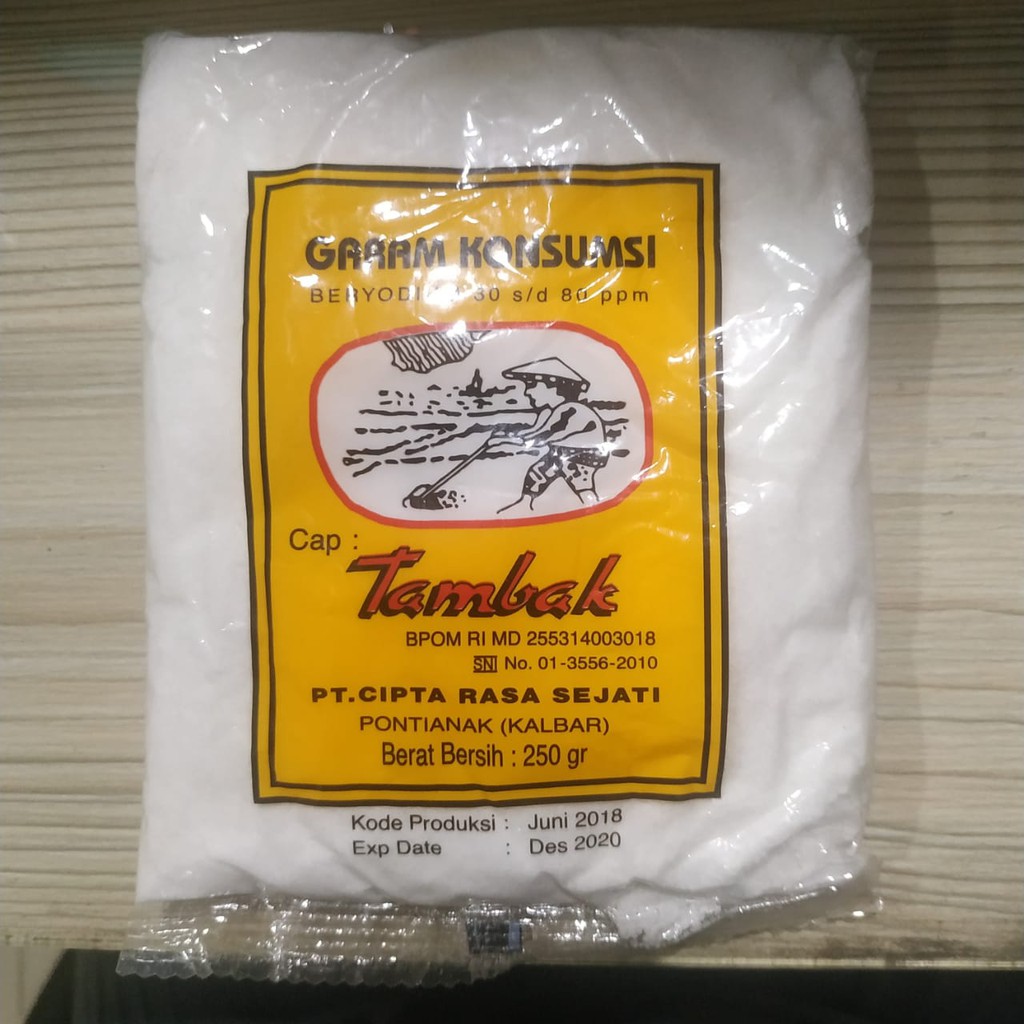 GARAM KONSUMSI
30 s/d 80 ppm
Cap :
Tambak
BPOM RI MD 255314003018
SNI No. 01-3556-2010
PT.CIPTA RASA SEJATI
PONTIANAK (KALBAR)
Berat Bersih : 250 gr
Kode Produksi : Juni 2018
Exp Date : Des 2020